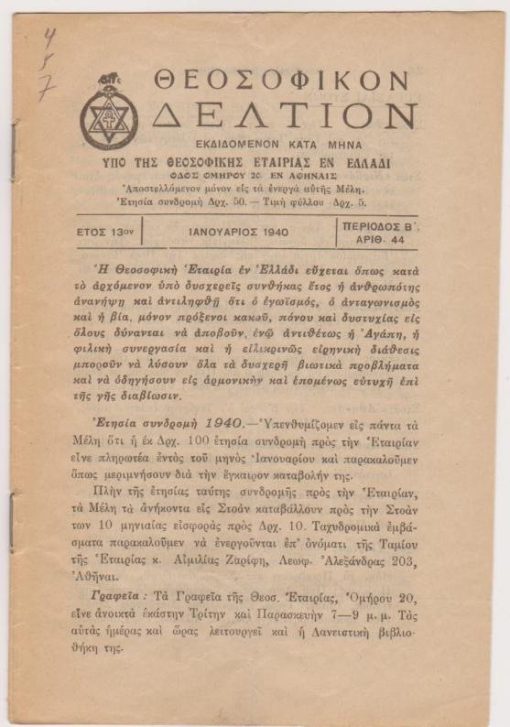 457
ΘΕΟΣΟΦΙΚΟΝ
ΔΕΛΤΙΟΝ
ΕΚΔΙΔΟΜΕΝΟΝ ΚΑΤΑ ΜΗΝΑ
ΥΠΟ ΤΗΣ ΘΕΟΣΟΦΙΚΗΣ ΕΤΑΙΡΙΑΣ ΕΝ ΕΛΛΑΔΙ
ΟΔΟΣ ΟΜΗΡΟΥ 20 ΕΝ ΑΘΗΝΑΙΣ
Ἀποστελλόμενον μόνον εἰς τὰ ἐνεργὰ αὐτῆς Μέλη.
Ἐτησία συνδρομὴ Δρχ. 50.— Τιμὴ φύλλου Δρχ. 5.
ΕΤΟΣ 13ον
ΙΑΝΟΥΑΡΙΟΣ 1940
ΠΕΡΙΟΔΟΣ Β΄.
ΑΡΙΘ. 44
Ἡ Θεοσοφικὴ Ἑταιρία ἐν Ἑλλάδι εὔχεται ὅπως κατὰ
τὸ ἀρχόμενον ὑπὸ δυσχερεῖς συνθήκας ἔτος ἡ ἀνθρωπότης
ἀνανήψῃ καὶ ἀντιληφθῇ ὅτι ὁ ἐγωϊσμός, ὁ ἀνταγωνισμὸς
καὶ ἡ βία, μόνον πρόξενοι κακοῦ, πόνου καὶ δυστυχίας εἰς
ὅλους δύνανται νὰ ἀποβοῦν, ἐνῷ ἀντιθέτως ἡ Ἀγάπη, ἡ
φιλικὴ συνεργασία καὶ ἡ εἰλικρινῶς εἰρηνικὴ διάθεσις
μποροῦν νὰ λύσουν ὅλα τὰ δυσχερῆ βιωτικὰ προβλήματα
καὶ νὰ ὁδηγήσουν εἰς ἁρμονικὴν καὶ ἑπομένως εὐτυχῆ ἐπὶ
τῆς γῆς διαβίωσιν.
Ἐτησία συνδρομὴ 1940.—Ὑπενθυμίζομεν εἰς πάντα τὰ
Μέλη ὅτι ἡ ἐκ Δρχ. 100 ἐτησία συνδρομὴ πρὸς τὴν Ἑταιρίαν
εἶνε πληρωτέα ἐντὸς τοῦ μηνὸς Ἰανουαρίου καὶ παρακαλοῦμεν
ὅπως μεριμνήσουν διὰ τὴν ἔγκαιρον καταβολήν της.
Πλὴν τῆς ἐτησίας ταύτης συνδρομῆς πρὸς τὴν Ἑταιρίαν,
τὰ Μέλη τὰ ἀνήκοντα εἰς Στοὰν καταβάλλουν πρὸς τὴν Στοὰν
των 10 μηνιαίας εἰσφορὰς πρὸς Δρχ. 10. Ταχυδρομικὰ ἐμβά-
σματα παρακαλοῦμεν νὰ ἐνεργοῦνται ἐπ' ὀνόματι τῆς Ταμίου
τῆς Ἑταιρίας κ. Αἰμιλίας Ζαρίφη, Λεωφ. Ἀλεξάνδρας 203,
Ἀθῆναι.
Γραφεῖα : Τὰ Γραφεῖα τῆς Θεοσ. Ἑταιρίας, Ὁμήρου 20,
εἶνε ἀνοικτὰ ἑκάστην Τρίτην καὶ Παρασκευὴν 7—9 μ. μ. Τὰς
αὐτὰς ἡμέρας καὶ ὥρας λειτουργεῖ καὶ ἡ Δανειστικὴ βιβλιο-
θήκη της.